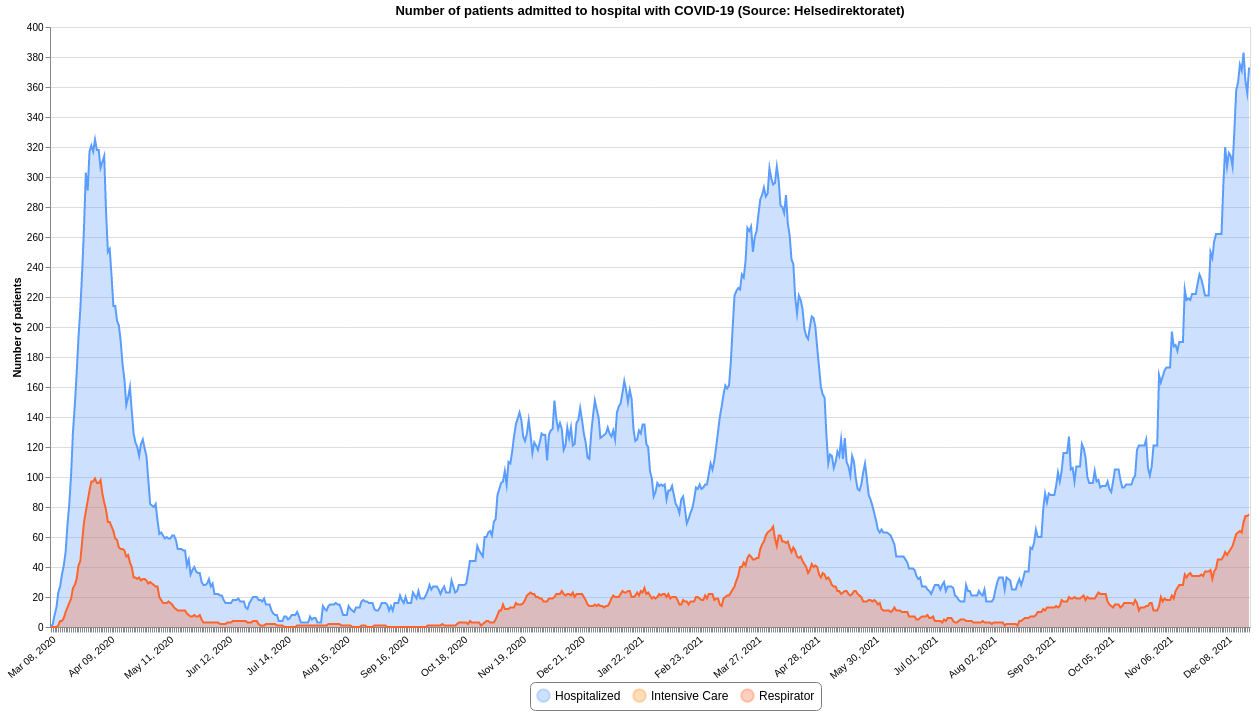 Number of patients admitted to hospital with COVID-19 (Source: Helsedirektoratet)
Number of patients
400
380
360
340
320
300
280
260
240
220
200
180
160
140
120
100
80
60
40
20
0
Mar 08, 2020
Apr 09, 2020
May 11, 2020
Jun 12, 2020
Jul 14, 2020
Aug 15, 2020
Sep 16, 2020
Oct 18, 2020
Nov 19, 2020
Dec 21, 2020
Jan 22, 2021
Feb 23, 2021
Mar 27, 2021
Apr 28, 2021
May 30, 2021
Jul 01, 2021
Aug 02, 2021
Sep 03, 2021
Oct 05, 2021
Nov 06, 2021
Dec 08, 2021
Hospitalized Intensive Care Respirator